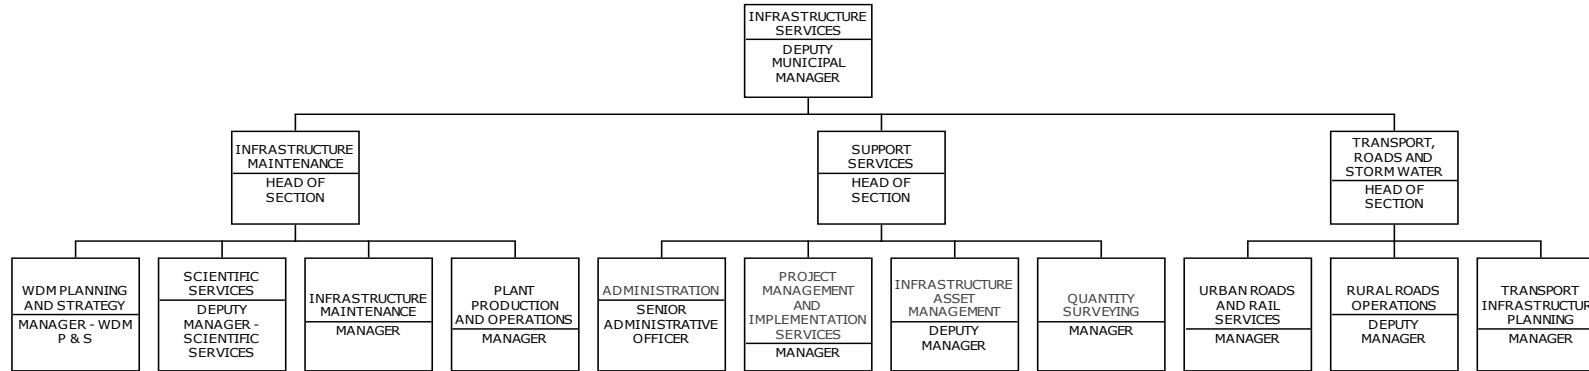 INFRASTRUCTURE
SERVICES
DEPUTY
MUNICIPAL
MANAGER
INFRASTRUCTURE
MAINTENANCE
HEAD OF
SECTION
SUPPORT
SERVICES
HEAD OF
SECTION
TRANSPORT,
ROADS AND
STORM WATER
HEAD OF
SECTION
WDM PLANNING
AND STRATEGY
MANAGER - WDM
P & S
SCIENTIFIC
SERVICES
DEPUTY
MANAGER -
SCIENTIFIC
SERVICES
INFRASTRUCTURE
MAINTENANCE
MANAGER
PLANT
PRODUCTION
AND OPERATIONS
MANAGER
ADMINISTRATION
SENIOR
ADMINISTRATIVE
OFFICER
PROJECT
MANAGEMENT
AND
IMPLEMENTATION
SERVICES
MANAGER
INFRASTRUCTURE
ASSET
MANAGEMENT
DEPUTY
MANAGER
QUANTITY
SURVEYING
MANAGER
URBAN ROADS
AND RAIL
SERVICES
MANAGER
RURAL ROADS
OPERATIONS
DEPUTY
MANAGER
TRANSPORT
INFRASTRUCTURE
PLANNING
MANAGER